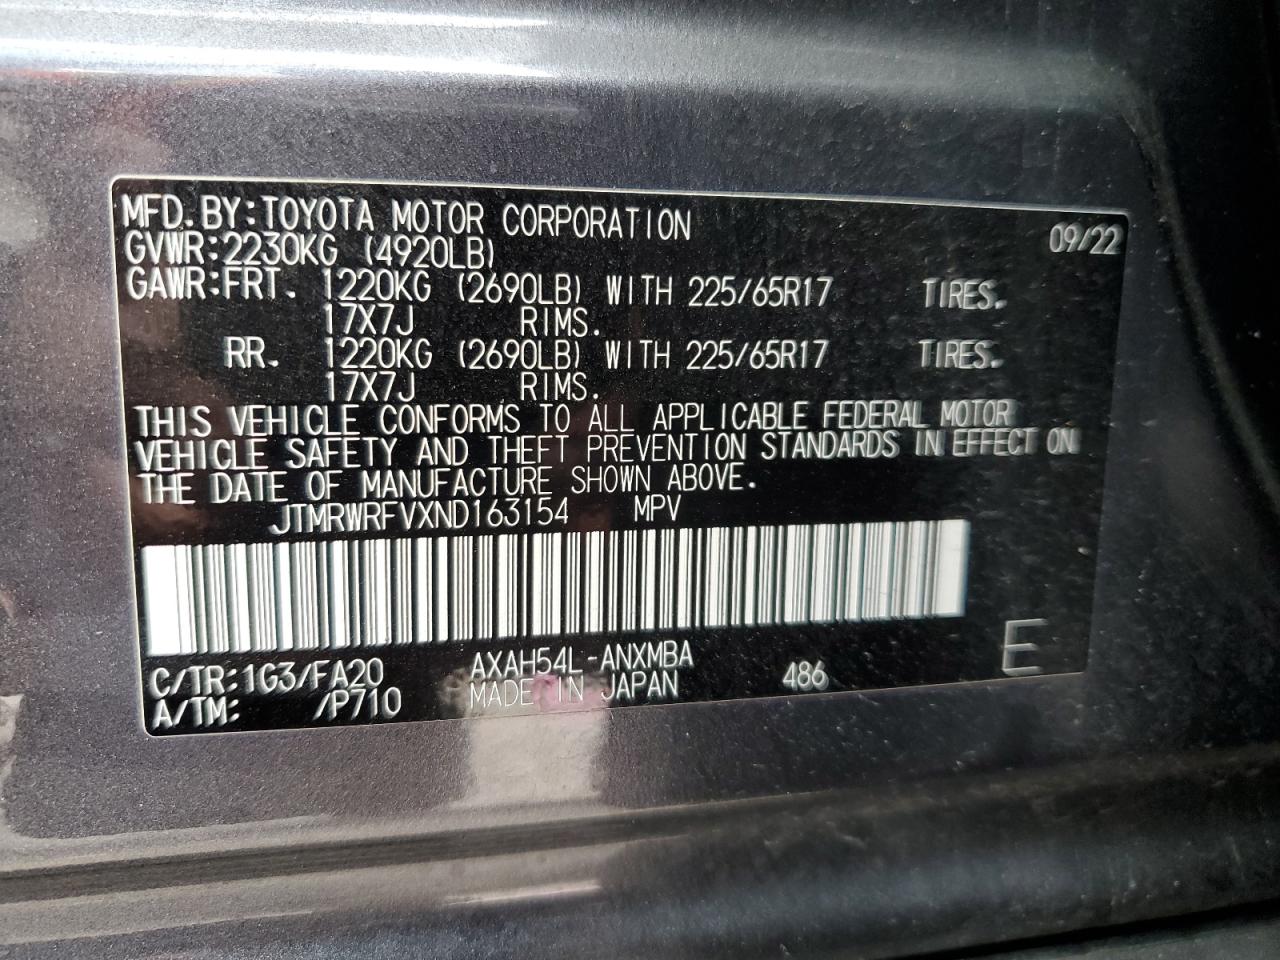 MFD.BY:TOYOTA MOTOR CORPORATION 09/22
GVWR:2230KG (4920LB)
GAWR:FRT. 1220KG (2690LB) WITH 225/65R17 TIRES.
17X7J RIMS.
RR. 1220KG (2690LB) WITH 225/65R17 TIRES.
17X7J RIMS.
THIS VEHICLE CONFORMS TO ALL APPLICABLE FEDERAL MOTOR
VEHICLE SAFETY AND THEFT PREVENTION STANDARDS IN EFFECT ON
THE DATE OF MANUFACTURE SHOWN ABOVE.
JTMRWRFVXND163154 MPV
C/TR:1G3/FA20 AXAH54L-ANXMBA 486 E
A/TM: /P710 MADE IN JAPAN